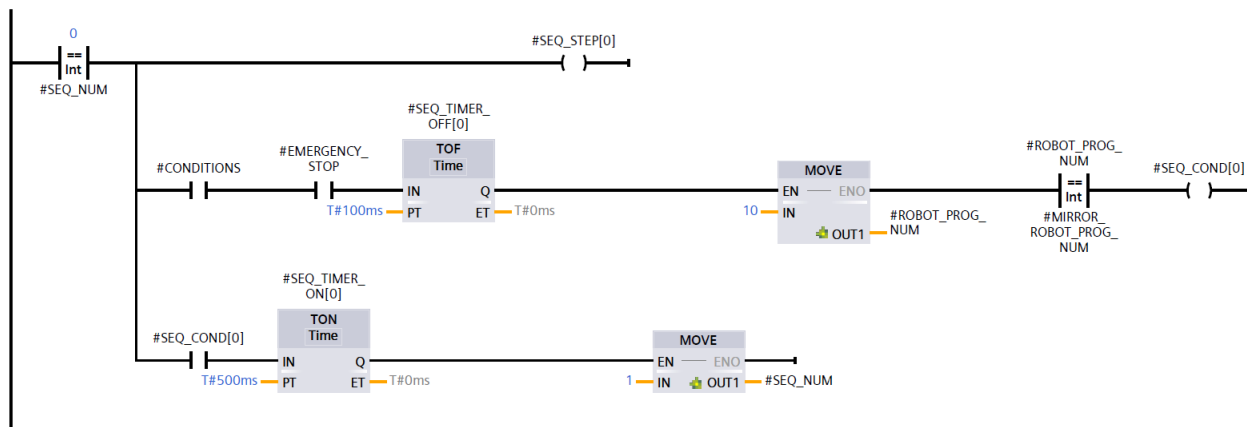 0
==
Int
#SEQ_NUM
#SEQ_STEP[0]
#CONDITIONS
#EMERGENCY_
STOP
#SEQ_TIMER_
OFF[0]
TOF
Time
IN Q
T#100ms PT ET T#0ms
MOVE
EN ENO
10 IN
OUT1 #ROBOT_PROG_
NUM
#ROBOT_PROG_
NUM
==
Int
#MIRROR_
ROBOT_PROG_
NUM
#SEQ_COND[0]
#SEQ_COND[0]
#SEQ_TIMER_
ON[0]
TON
Time
IN Q
T#500ms PT ET T#0ms
MOVE
EN ENO
1 IN OUT1 #SEQ_NUM